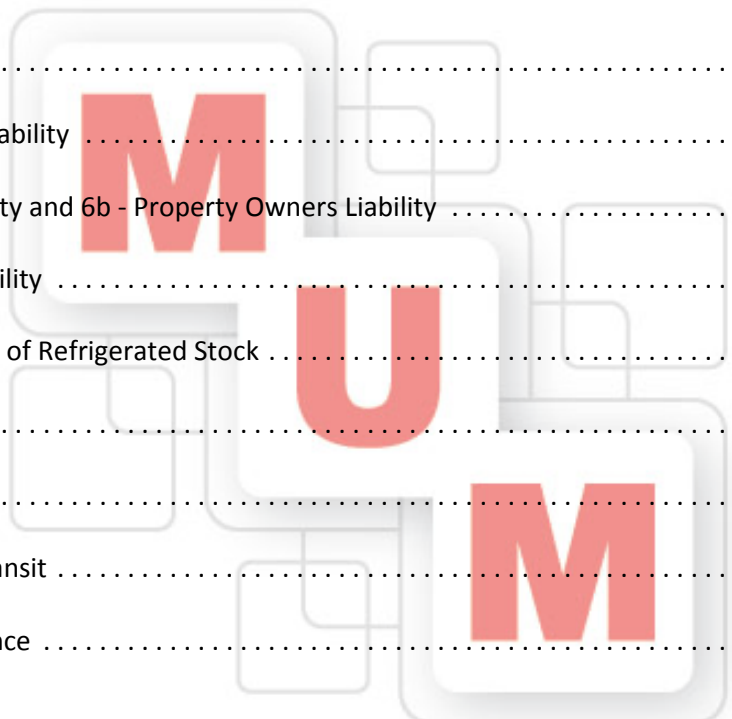 . . . . . . . . . . . . . . . . . . . . . . . . . . . . . . . . . . . . . . . . . . . . . . . . . . . . . . . . . . .
ability . . . . . . . . . . . . . . . . . . . . . . . . . . . . . . . . . . . . . . . . . . . . . . . . . . . . . .
ty and 6b - Property Owners Liability . . . . . . . . . . . . . . . . . . . . . . .
ility . . . . . . . . . . . . . . . . . . . . . . . . . . . . . . . . . . . . . . . . . . . . . . . . . . . . . . . .
of Refrigerated Stock . . . . . . . . . . . . . . . . . . . . . . . . . . . . . . . . . . . . . . .
. . . . . . . . . . . . . . . . . . . . . . . . . . . . . . . . . . . . . . . . . . . . . . . . . . . . . . . . . . .
. . . . . . . . . . . . . . . . . . . . . . . . . . . . . . . . . . . . . . . . . . . . . . . . . . . . . . . . . . .
nsit . . . . . . . . . . . . . . . . . . . . . . . . . . . . . . . . . . . . . . . . . . . . . . . . . . . . . . . .
nce . . . . . . . . . . . . . . . . . . . . . . . . . . . . . . . . . . . . . . . . . . . . . . . . . . . . . . . . .
M
U
M